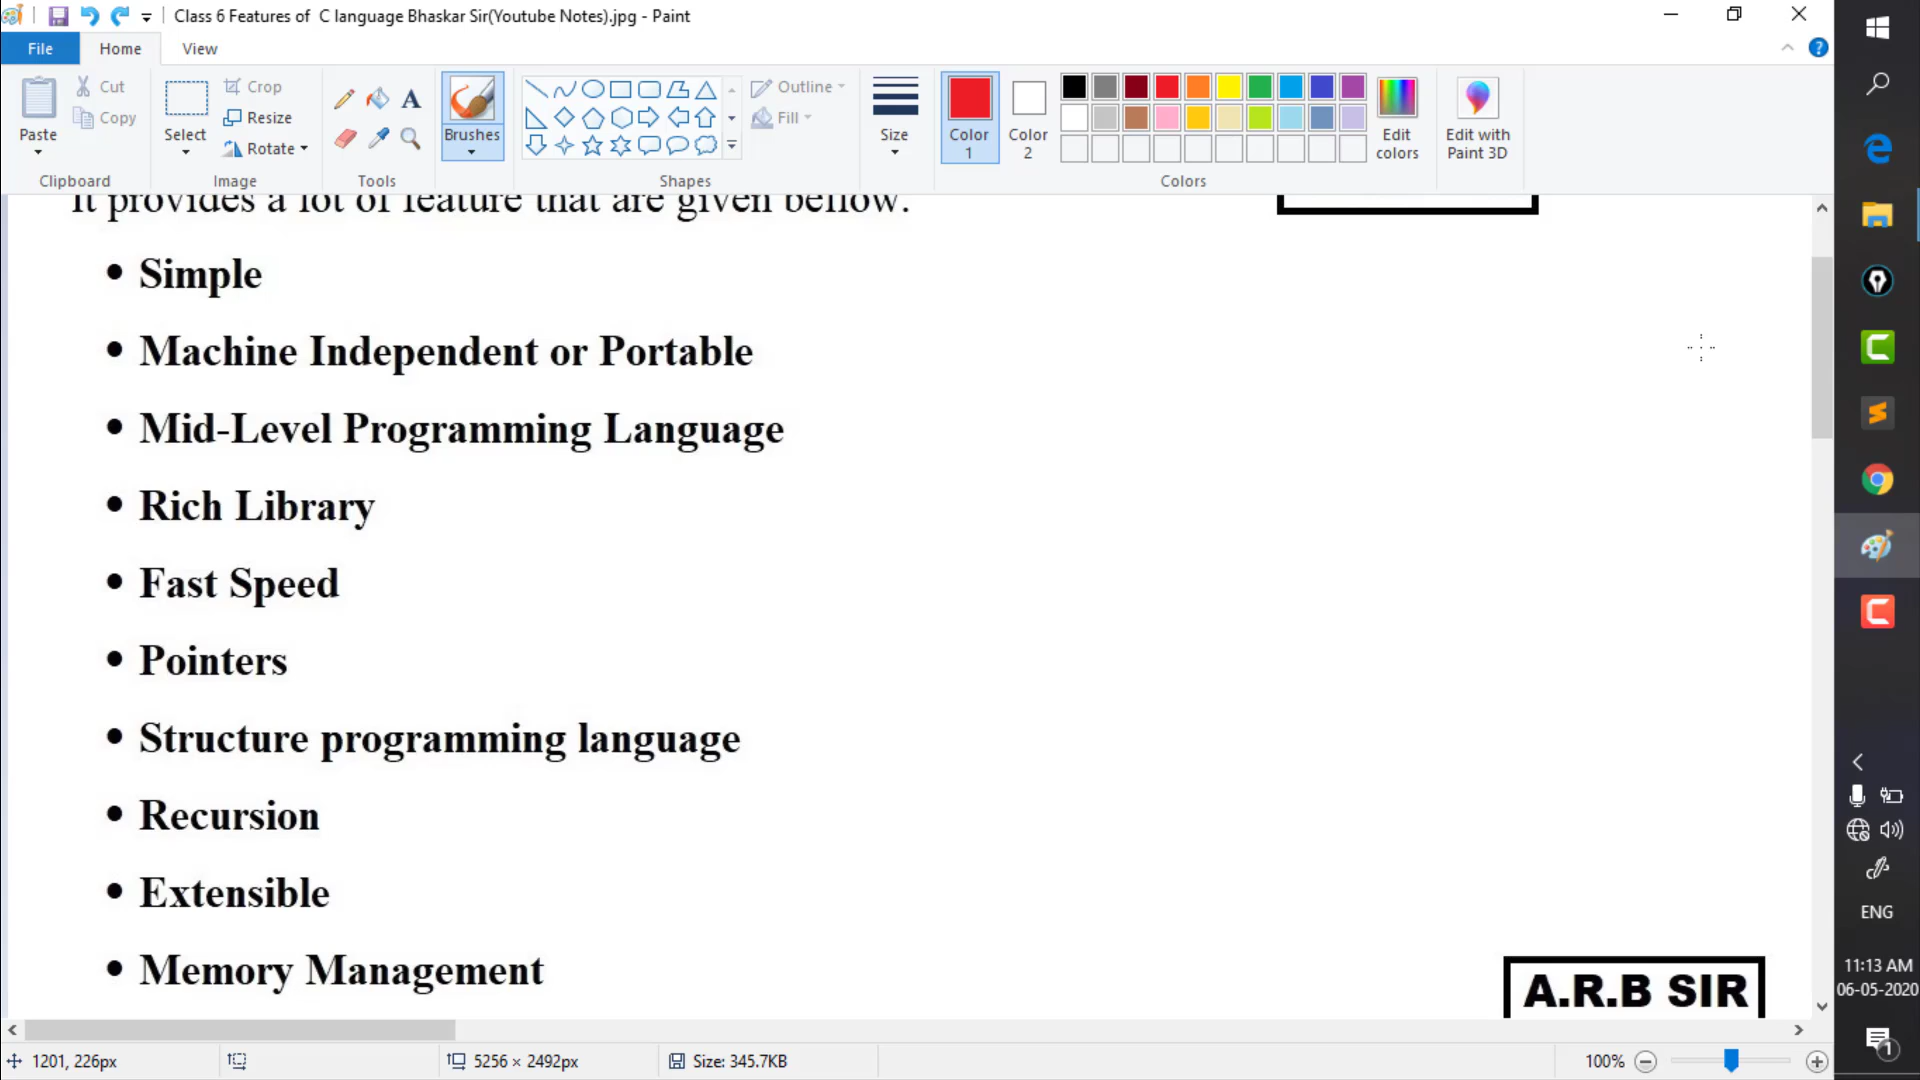 Class 6 Features of  C language Bhaskar Sir(Youtube Notes).jpg - Paint
File Home View
Paste
Cut
Copy
Clipboard
Select
Crop
Resize
Rotate
Image
Tools
Brushes
Shapes
Outline
Fill
Size
Color 1
Color 2
Edit colors
Colors
Edit with Paint 3D
It provides a lot of feature that are given bellow.
• Simple
• Machine Independent or Portable
• Mid-Level Programming Language
• Rich Library
• Fast Speed
• Pointers
• Structure programming language
• Recursion
• Extensible
• Memory Management
A.R.B SIR
1201, 226px
5256 × 2492px
Size: 345.7KB
100%
ENG
11:13 AM
06-05-2020
1